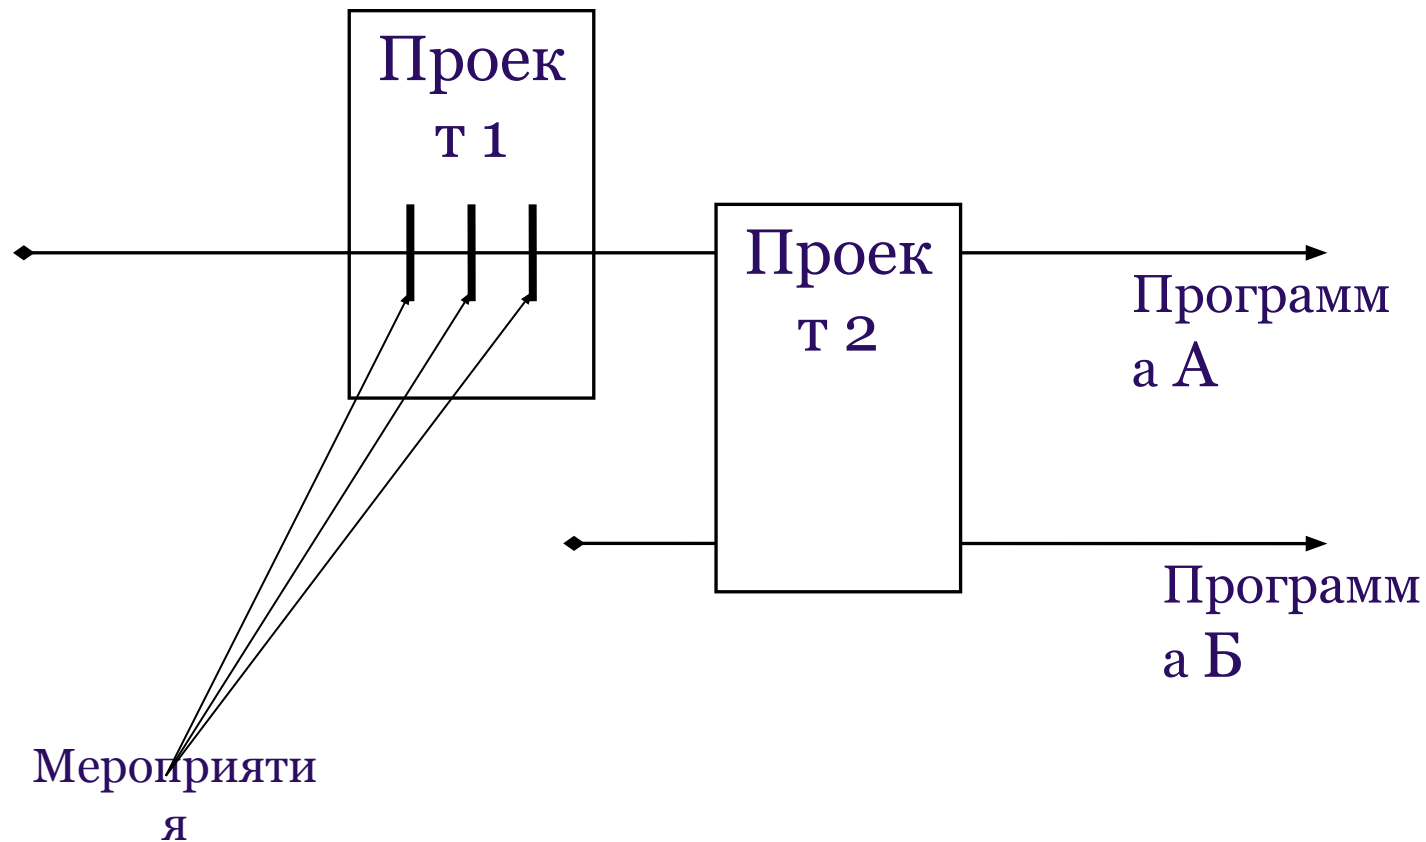 Проек
т 1
Проек
т 2
Программ
а А
Программ
а Б
Мероприяти
я